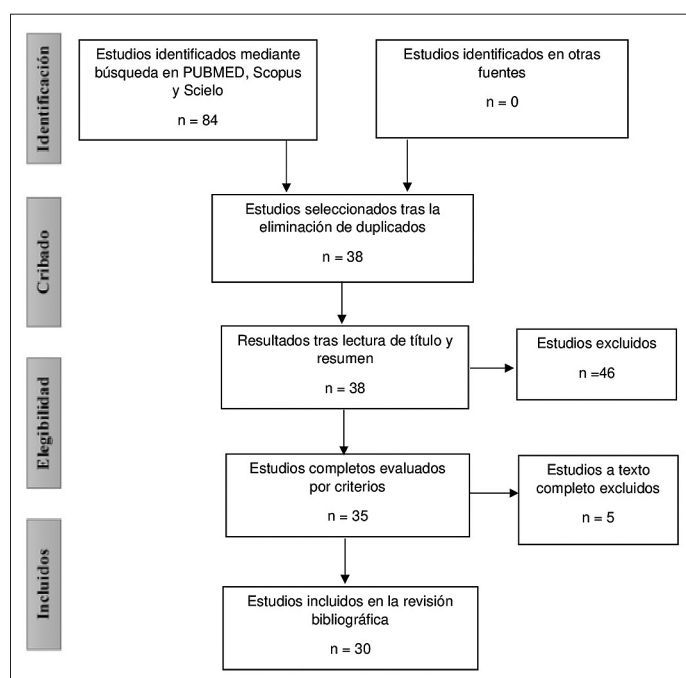 Identificación
Estudios identificados mediante
búsqueda en PUBMED, Scopus
y Scielo
n = 84
Estudios identificados en otras
fuentes
n = 0
Cribado
Estudios seleccionados tras la
eliminación de duplicados
n = 38
Resultados tras lectura de título y
resumen
n = 38
Estudios excluidos
n =46
Elegibilidad
Estudios completos evaluados
por criterios
n = 35
Estudios a texto
completo excluidos
n = 5
Incluidos
Estudios incluidos en la revisión
bibliográfica
n = 30